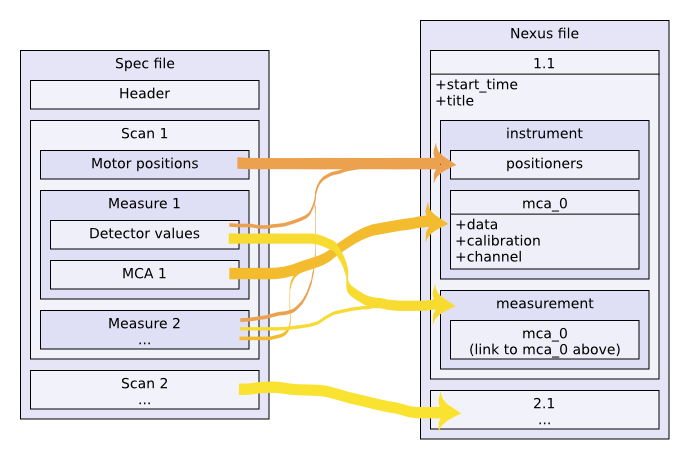 Spec file
Header
Scan 1
Motor positions
Measure 1
Detector values
MCA 1
Measure 2
...
Scan 2
...
Nexus file
1.1
+start_time
+title
instrument
positioners
mca_0
+data
+calibration
+channel
measurement
mca_0
(link to mca_0 above)
2.1
...